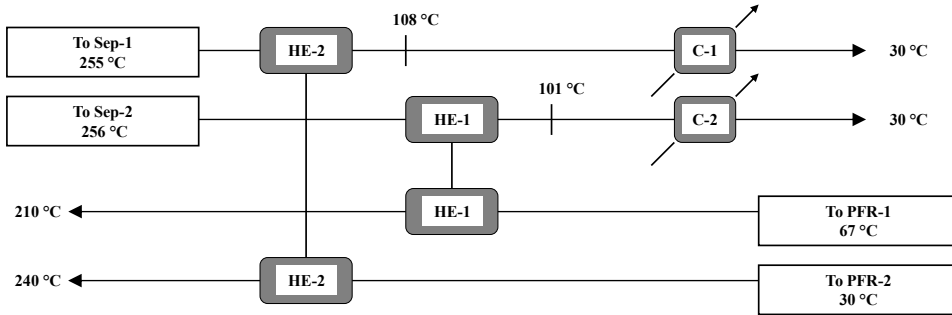 To Sep-1
255 °C
HE-2
108 °C
C-1
30 °C
To Sep-2
256 °C
HE-1
101 °C
C-2
30 °C
210 °C
HE-1
To PFR-1
67 °C
240 °C
HE-2
To PFR-2
30 °C